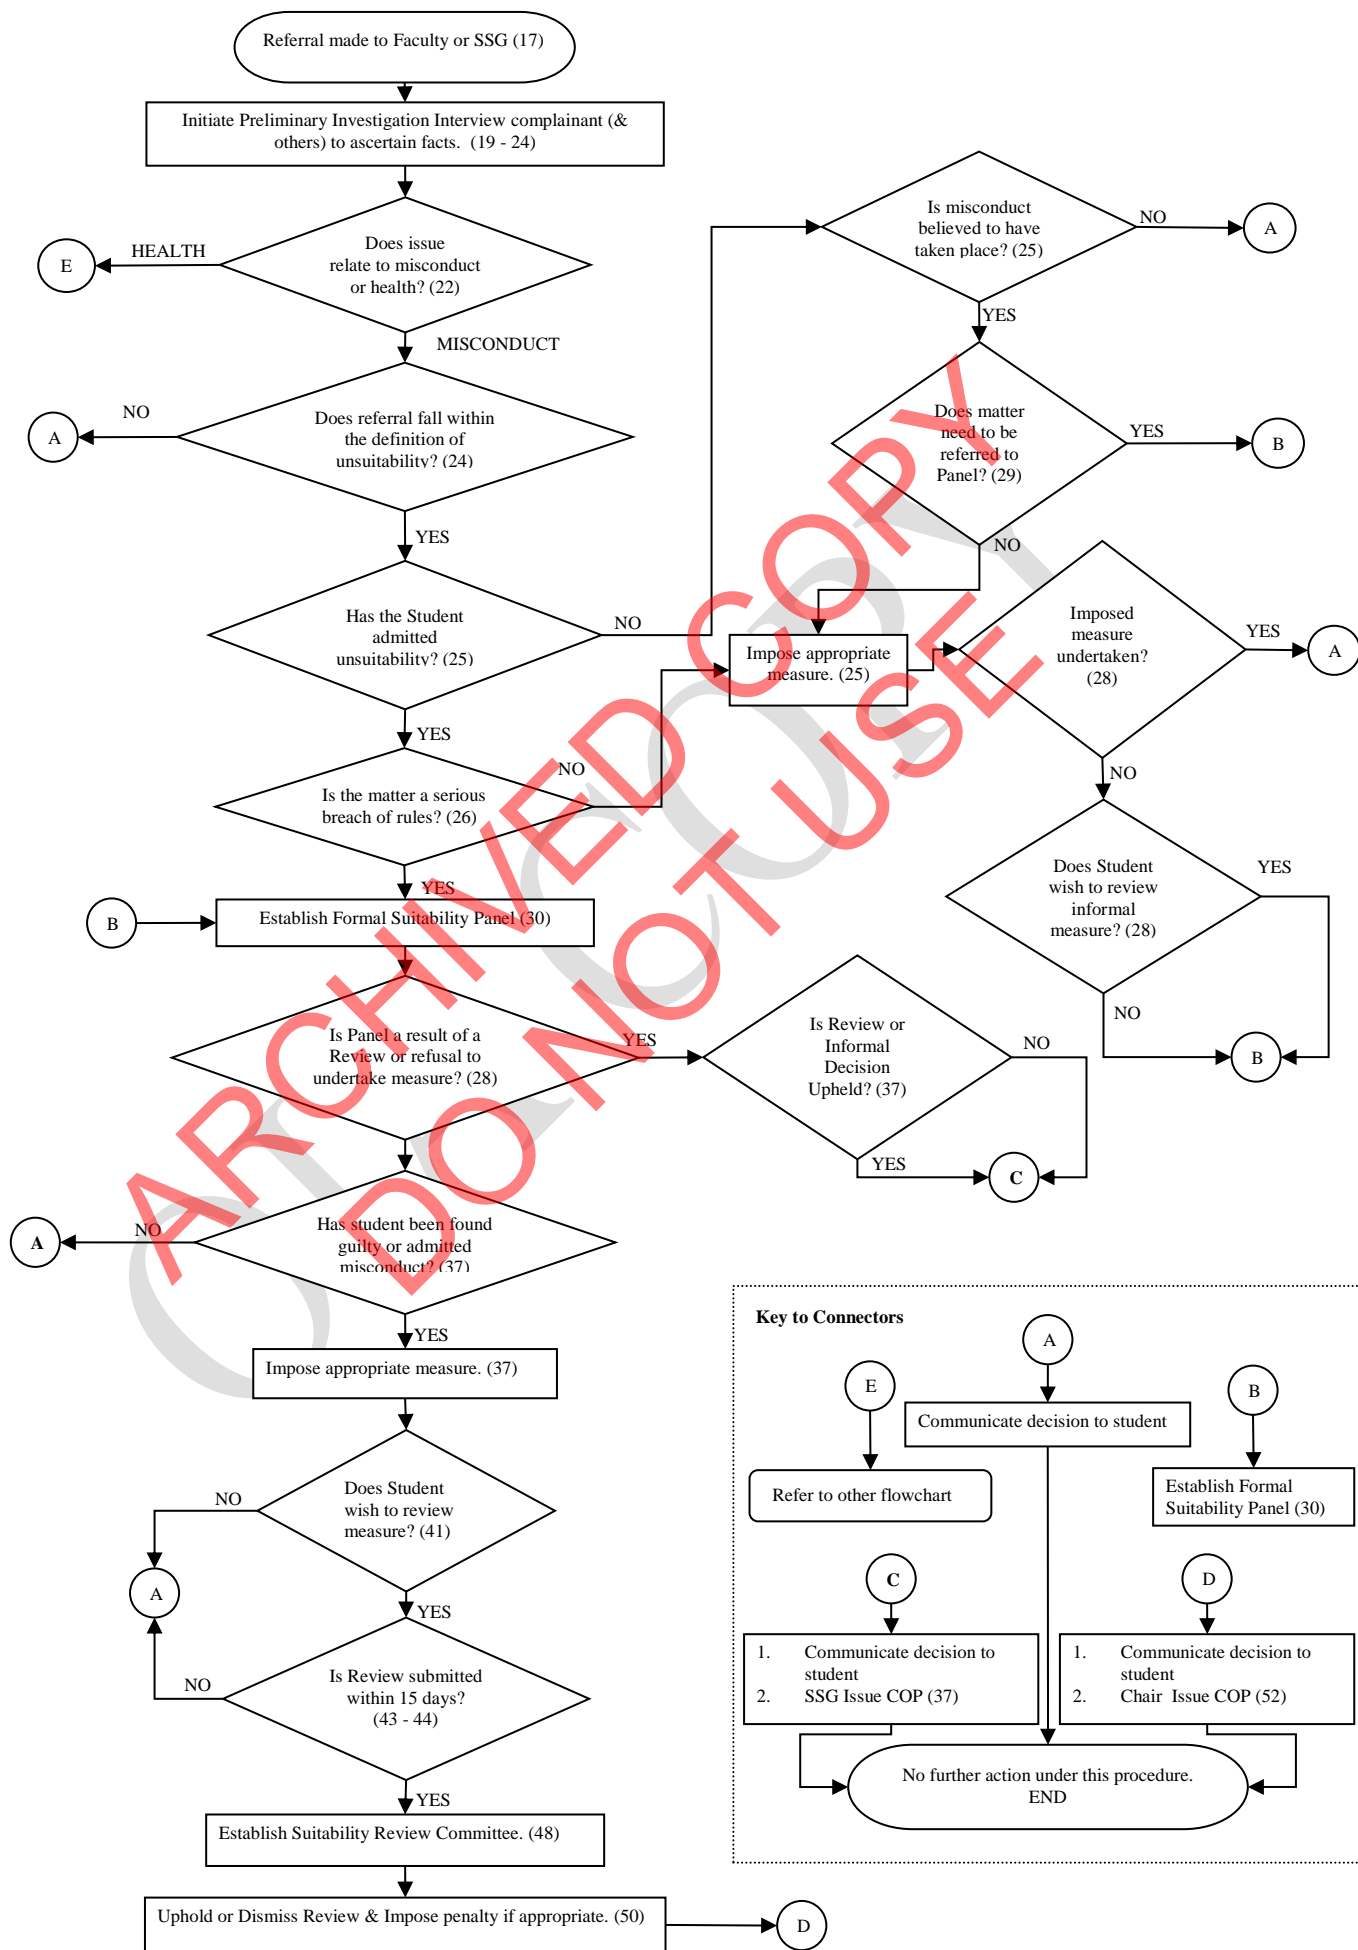 Referral made to Faculty or SSG (17)
Initiate Preliminary Investigation Interview complainant (&
others) to ascertain facts.  (19 - 24)
Does issue
relate to misconduct
or health? (22)
HEALTH
E
MISCONDUCT
Does referral fall within
the definition of
unsuitability? (24)
NO
A
YES
Has the Student
admitted
unsuitability? (25)
NO
YES
Is the matter a serious
breach of rules? (26)
NO
YES
B
Establish Formal Suitability Panel (30)
Is Panel a result of a
Review or refusal to
undertake measure? (28)
YES
Has student been found
guilty or admitted
misconduct? (37)
NO
A
YES
Impose appropriate measure. (37)
Does Student
wish to review
measure? (41)
NO
A
YES
Is Review submitted
within 15 days?
(43 - 44)
NO
YES
Establish Suitability Review Committee. (48)
Uphold or Dismiss Review & Impose penalty if appropriate. (50)
D
Is misconduct
believed to have
taken place? (25)
NO
A
YES
Does matter
need to be
referred to
Panel? (29)
YES
B
NO
Impose appropriate
measure. (25)
Imposed
measure
undertaken?
(28)
YES
A
NO
Does Student
wish to review
informal
measure? (28)
YES
NO
B
Is Review or
Informal
Decision
Upheld? (37)
NO
YES
C
Key to Connectors
A
Communicate decision to student
E
Refer to other flowchart
B
Establish Formal
Suitability Panel (30)
C
1. Communicate decision to
student
2. SSG Issue COP (37)
D
1. Communicate decision to
student
2. Chair  Issue COP (52)
No further action under this procedure.
END
ARCHIVED COPY
DO NOT USE
OLD COPY